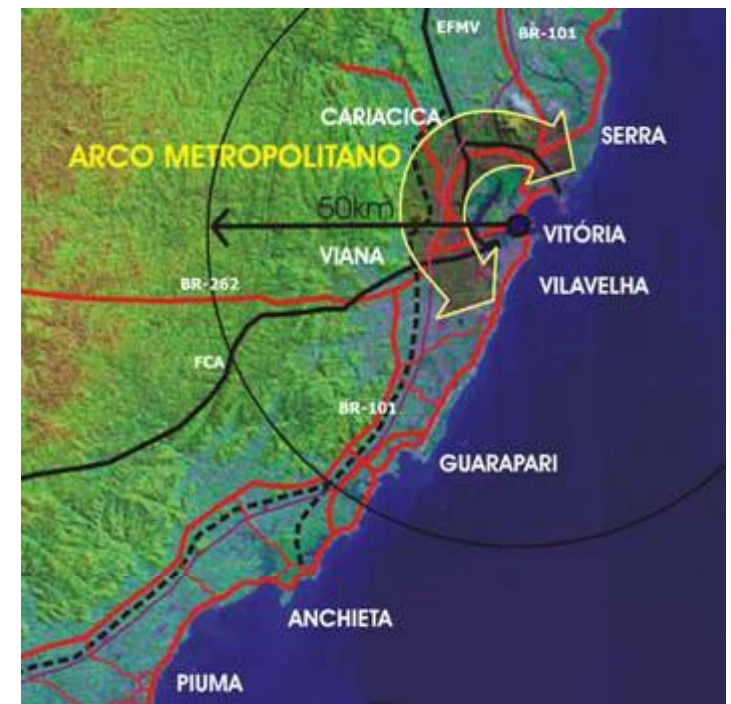 EFMV
BR-101
CARIACICA
SERRA
ARCO METROPOLITANO
50km
VITÓRIA
VIANA
BR-262
VILAVELHA
FCA
BR-101
GUARAPARI
ANCHIETA
PIUMA